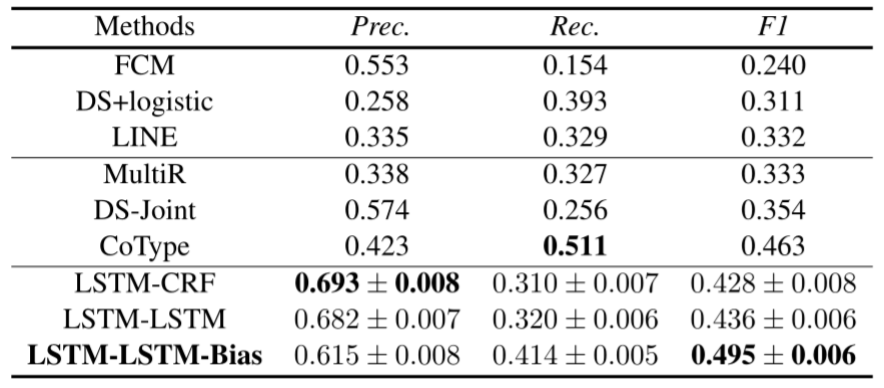 Methods Prec. Rec. F1
FCM 0.553 0.154 0.240
DS+logistic 0.258 0.393 0.311
LINE 0.335 0.329 0.332
MultiR 0.338 0.327 0.333
DS-Joint 0.574 0.256 0.354
CoType 0.423 0.511 0.463
LSTM-CRF 0.693 ± 0.008 0.310 ± 0.007 0.428 ± 0.008
LSTM-LSTM 0.682 ± 0.007 0.320 ± 0.006 0.436 ± 0.006
LSTM-LSTM-Bias 0.615 ± 0.008 0.414 ± 0.005 0.495 ± 0.006